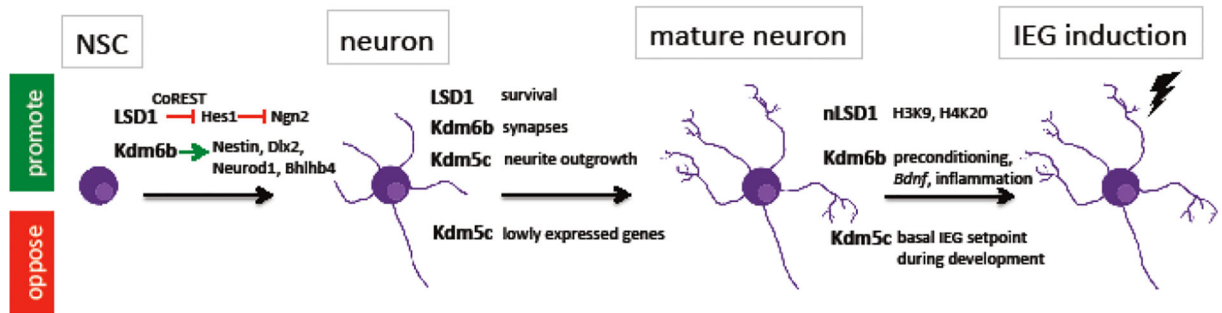 NSC
neuron
mature neuron
IEG induction
promote
CoREST
LSD1 Hes1 Ngn2
Kdm6b Nestin, Dlx2,
Neurod1, Bhlhb4
LSD1 survival
Kdm6b synapses
Kdm5c neurite outgrowth
nLSD1 H3K9, H4K20
Kdm6b preconditioning,
Bdnf, inflammation
oppose
Kdm5c lowly expressed genes
Kdm5c basal IEG setpoint
during development